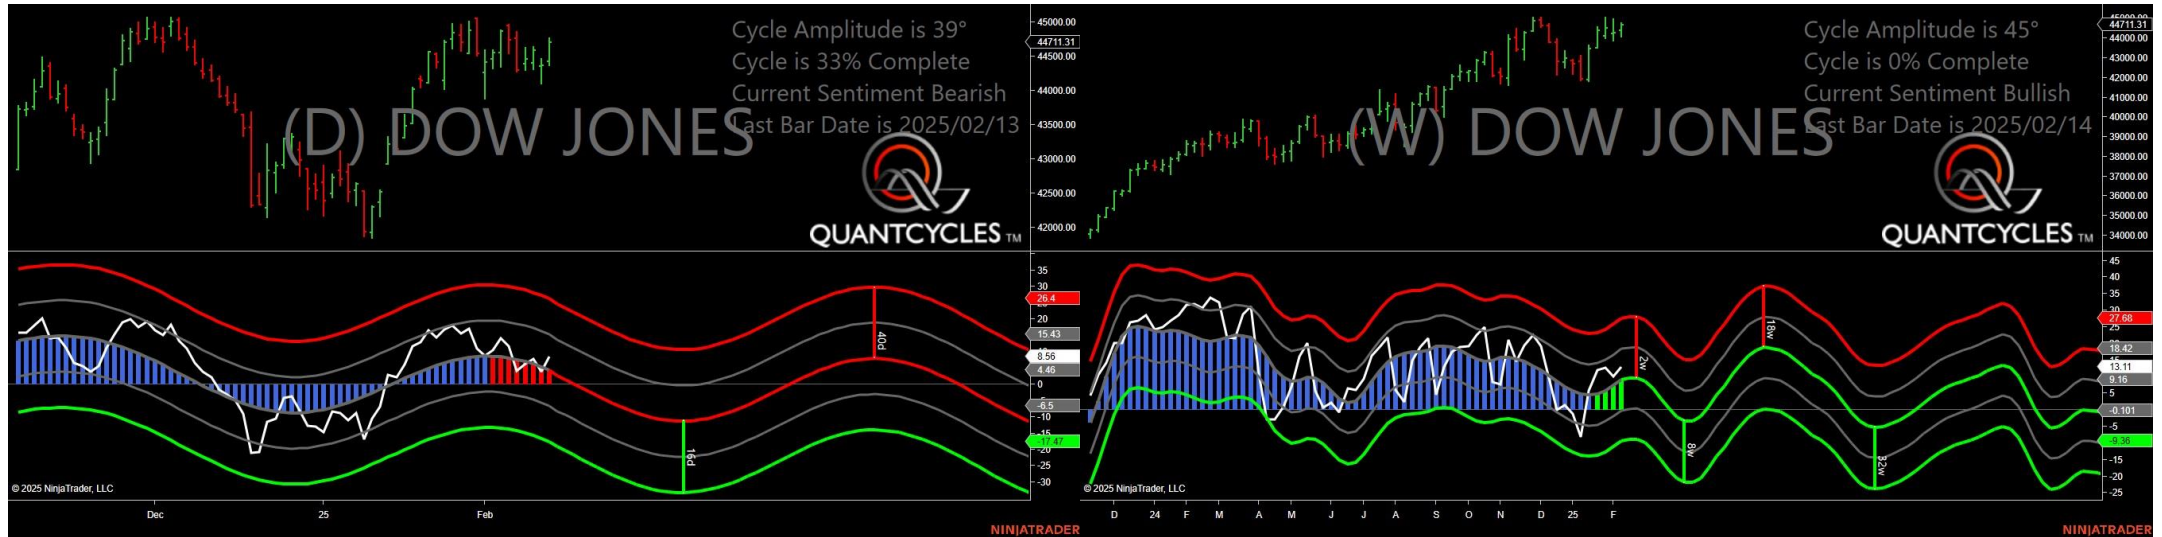 Cycle Amplitude is 39°
Cycle is 33% Complete
Current Sentiment Bearish
Last Bar Date is 2025/02/13
(D) DOW JONES
QUANTCYCLES TM
45000.00
44711.31
44500.00
44000.00
43500.00
43000.00
42500.00
42000.00
35
30
26.4
20
15.43
8.56
4.46
0
-6.5
-10
-15
-17.47
-20
-25
-30
40d
16d
© 2025 NinjaTrader, LLC
Dec 25 Feb
NINJATRADER
Cycle Amplitude is 45°
Cycle is 0% Complete
Current Sentiment Bullish
Last Bar Date is 2025/02/14
(W) DOW JONES
QUANTCYCLES TM
45000.00
44711.31
44000.00
43000.00
42000.00
41000.00
40000.00
39000.00
38000.00
37000.00
36000.00
35000.00
34000.00
45
40
35
30
27.68
25
18.42
15
13.11
9.16
5
-0.101
-5
-9.36
-15
-20
-25
2w
8w
18w
32w
© 2025 NinjaTrader, LLC
D 24 F M A M J J A S O N D 25 F
NINJATRADER